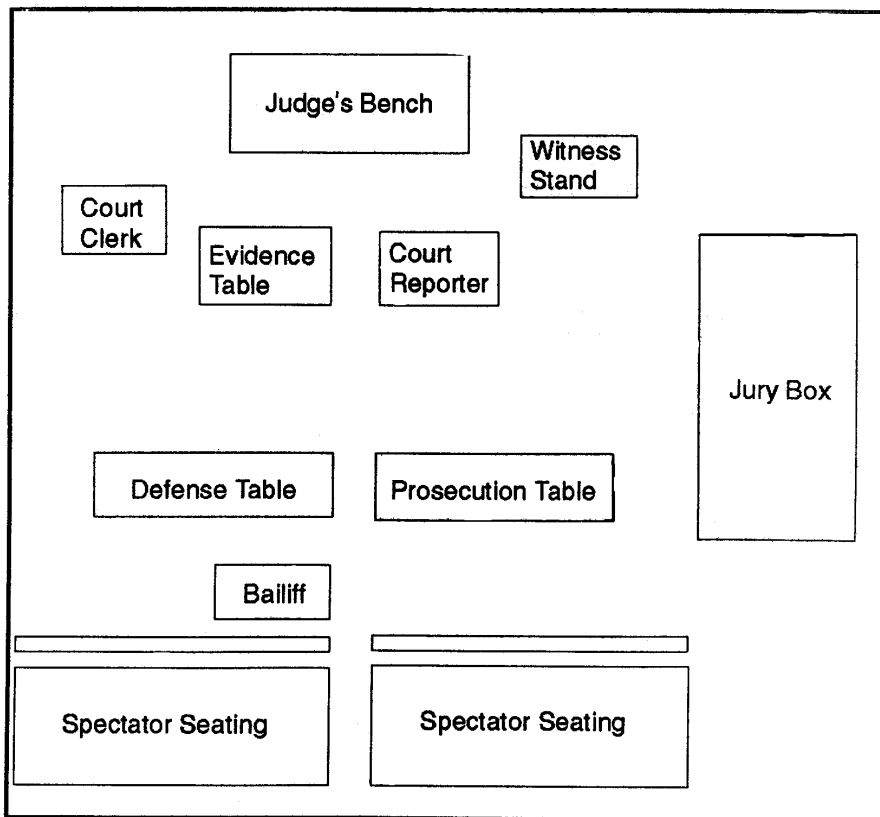 Judge's Bench
Witness
Stand
Court
Clerk
Evidence
Table
Court
Reporter
Jury Box
Defense Table
Prosecution Table
Bailiff
Spectator Seating
Spectator Seating